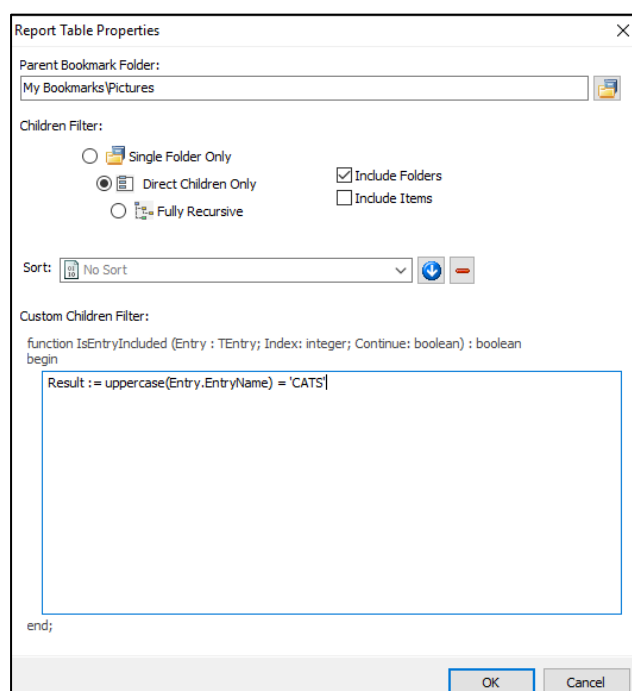 Report Table Properties
Parent Bookmark Folder:
My Bookmarks\Pictures
Children Filter:
Single Folder Only
Direct Children Only
Fully Recursive
Include Folders
Include Items
Sort: No Sort
Custom Children Filter:
function IsEntryIncluded (Entry : TEntry; Index: integer; Continue: boolean) : boolean
begin
Result := uppercase(Entry.EntryName) = 'CATS'
end;
OK Cancel